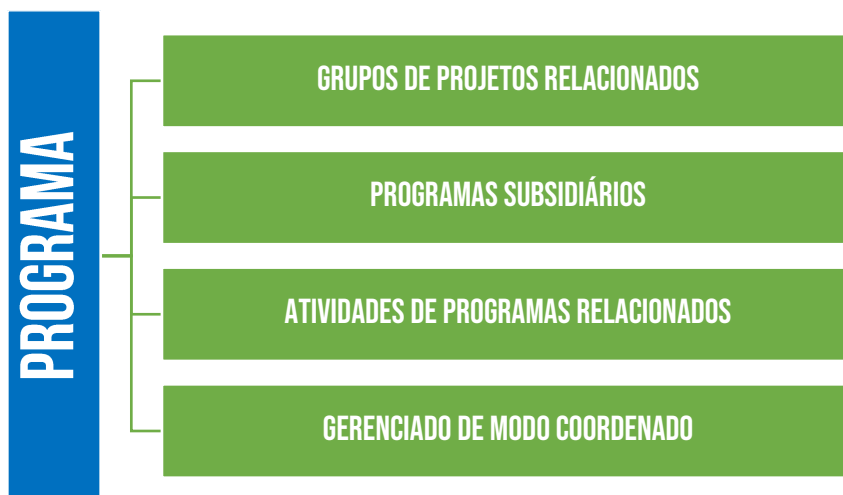 PROGRAMA
GRUPOS DE PROJETOS RELACIONADOS
PROGRAMAS SUBSIDIÁRIOS
ATIVIDADES DE PROGRAMAS RELACIONADOS
GERENCIADO DE MODO COORDENADO